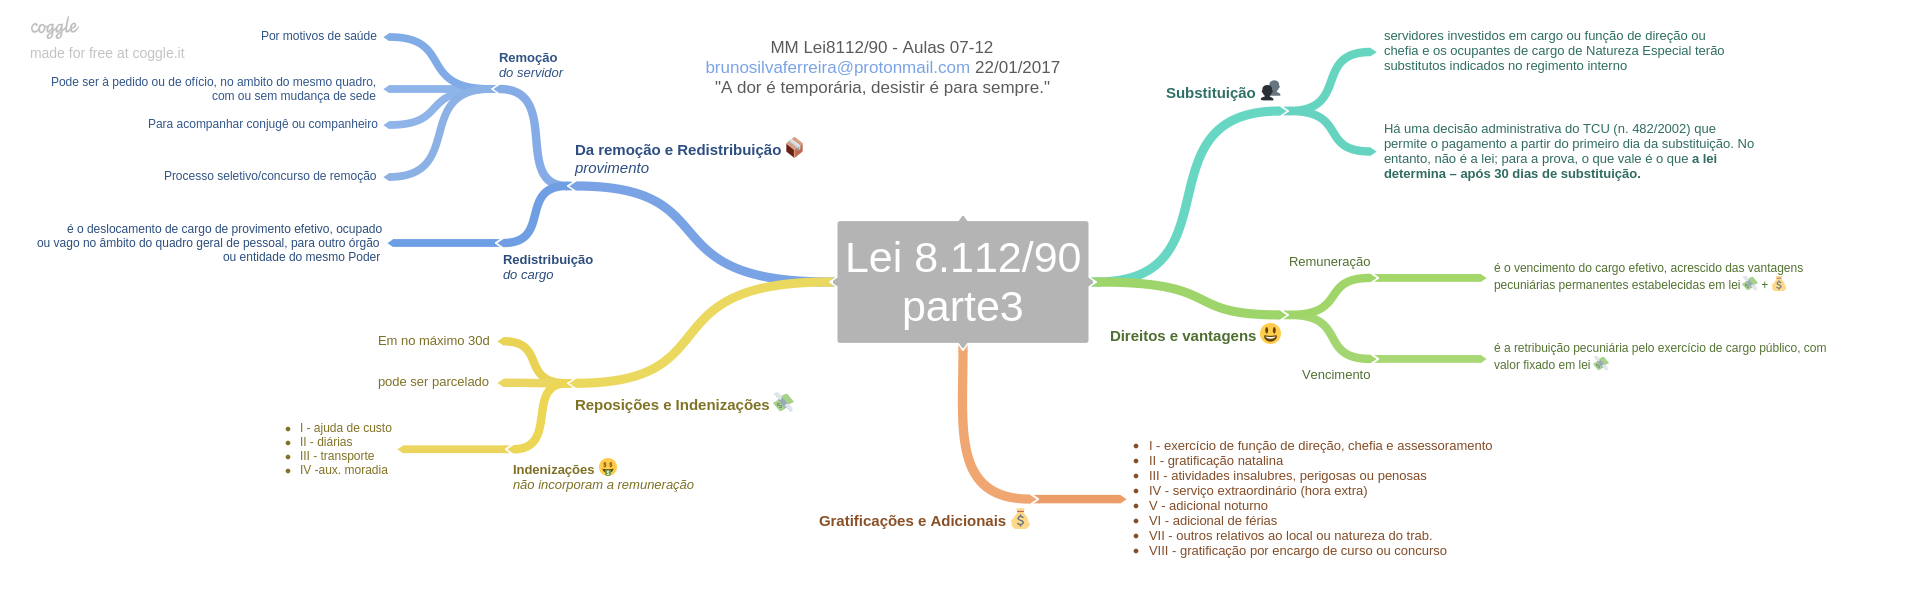 coggle
made for free at coggle.it
MM Lei8112/90 - Aulas 07-12
brunosilvaferreira@protonmail.com 22/01/2017
"A dor é temporária, desistir é para sempre."
Lei 8.112/90
parte3
Da remoção e Redistribuição
provimento
Remoção
do servidor
Por motivos de saúde
Pode ser à pedido ou de ofício, no ambito do mesmo quadro,
com ou sem mudança de sede
Para acompanhar conjugê ou companheiro
Processo seletivo/concurso de remoção
Redistribuição
do cargo
é o deslocamento de cargo de provimento efetivo, ocupado
ou vago no âmbito do quadro geral de pessoal, para outro órgão
ou entidade do mesmo Poder
Reposições e Indenizações
Em no máximo 30d
pode ser parcelado
Indenizações
não incorporam a remuneração
I - ajuda de custo
II - diárias
III - transporte
IV -aux. moradia
Substituição
servidores investidos em cargo ou função de direção ou
chefia e os ocupantes de cargo de Natureza Especial terão
substitutos indicados no regimento interno
Há uma decisão administrativa do TCU (n. 482/2002) que
permite o pagamento a partir do primeiro dia da substituição. No
entanto, não é a lei; para a prova, o que vale é o que a lei
determina – após 30 dias de substituição.
Direitos e vantagens
Remuneração
é o vencimento do cargo efetivo, acrescido das vantagens
pecuniárias permanentes estabelecidas em lei +
Vencimento
é a retribuição pecuniária pelo exercício de cargo público, com
valor fixado em lei
Gratificações e Adicionais
I - exercício de função de direção, chefia e assessoramento
II - gratificação natalina
III - atividades insalubres, perigosas ou penosas
IV - serviço extraordinário (hora extra)
V - adicional noturno
VI - adicional de férias
VII - outros relativos ao local ou natureza do trab.
VIII - gratificação por encargo de curso ou concurso